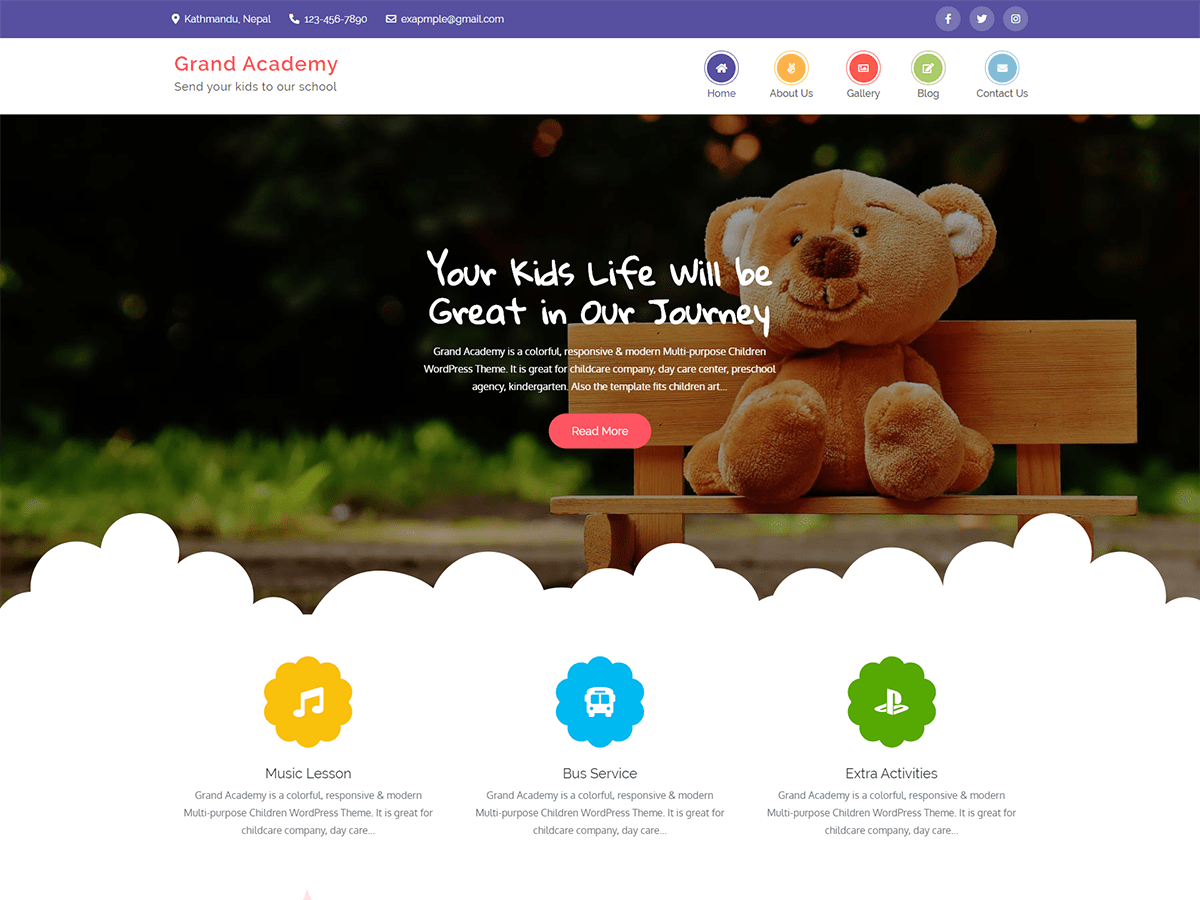 Kathmandu, Nepal 123-456-7890 exapmple@gmail.com
Grand Academy
Send your kids to our school
Home About Us Gallery Blog Contact Us
Your Kids Life Will be
Great in Our Journey
Grand Academy is a colorful, responsive & modern Multi-purpose Children
WordPress Theme. It is great for childcare company, day care center, preschool
agency, kindergarten. Also the template fits children art...
Read More
Music Lesson
Grand Academy is a colorful, responsive & modern
Multi-purpose Children WordPress Theme. It is great for
childcare company, day care...
Bus Service
Grand Academy is a colorful, responsive & modern
Multi-purpose Children WordPress Theme. It is great for
childcare company, day care...
Extra Activities
Grand Academy is a colorful, responsive & modern
Multi-purpose Children WordPress Theme. It is great for
childcare company, day care...